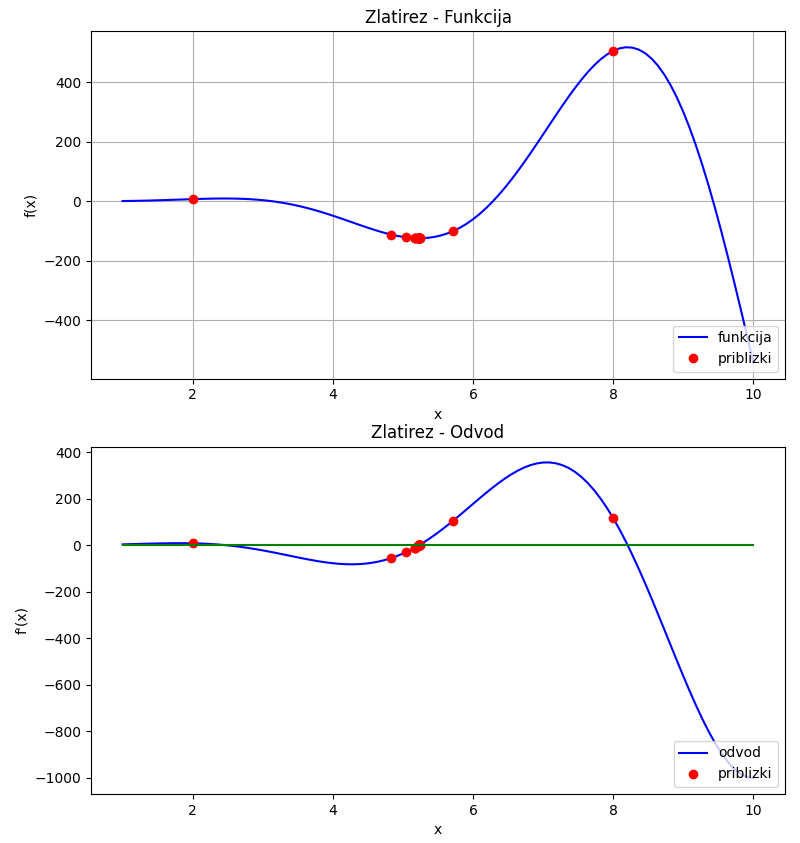 Zlatirez - Funkcija
f(x)
400
200
0
−200
−400
funkcija
priblizki
2
4
6
8
10
x
Zlatirez - Odvod
f'(x)
400
200
0
−200
−400
−600
−800
−1000
odvod
priblizki
2
4
6
8
10
x